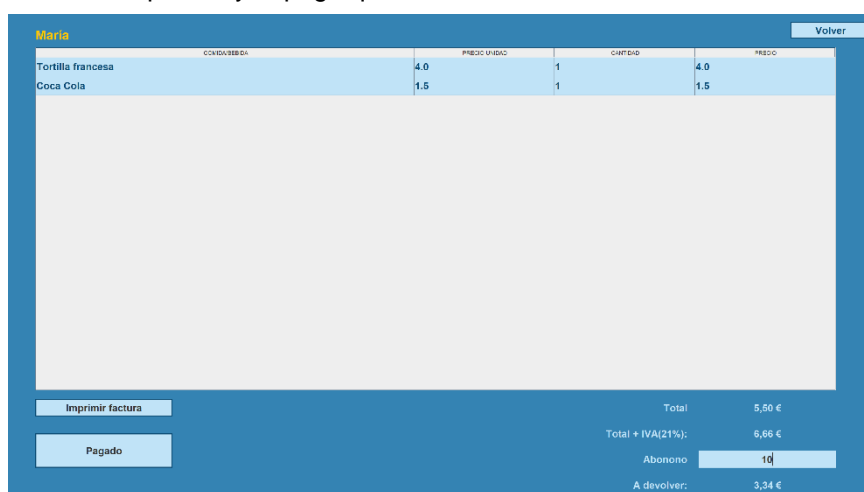 María
Volver
COMIDA/BEBIDA PRECIO UNIDAD CANTIDAD PRECIO
Tortilla francesa 4.0 1 4.0
Coca Cola 1.5 1 1.5
Imprimir factura
Total 5,50 €
Total + IVA(21%): 6,66 €
Pagado
Abonono 10
A devolver: 3,34 €